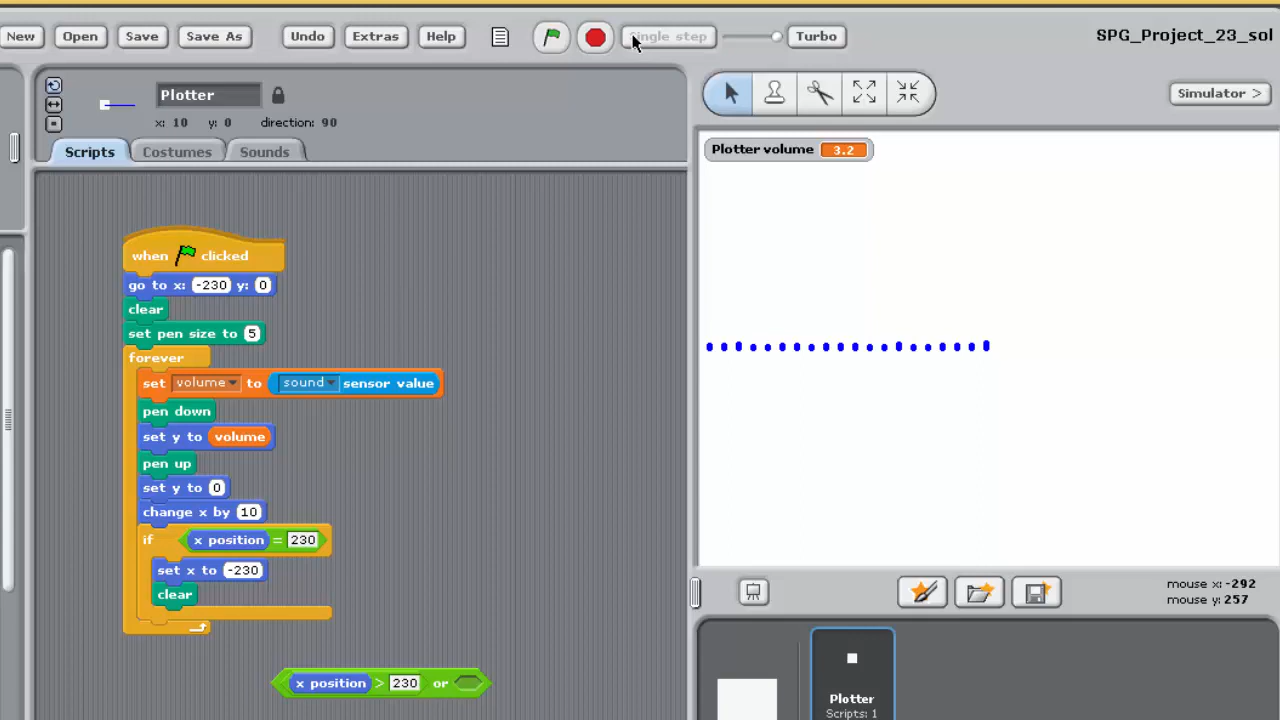 New Open Save Save As Undo Extras Help Single step Turbo SPG_Project_23_sol
Plotter
x: 10 y: 0 direction: 90
Scripts Costumes Sounds
Simulator >
Plotter volume 3.2
when clicked
go to x: -230 y: 0
clear
set pen size to 5
forever
set volume to sound sensor value
pen down
set y to volume
pen up
set y to 0
change x by 10
if x position = 230
set x to -230
clear
x position > 230 or
mouse x: -292
mouse y: 257
Plotter
Scripts: 1